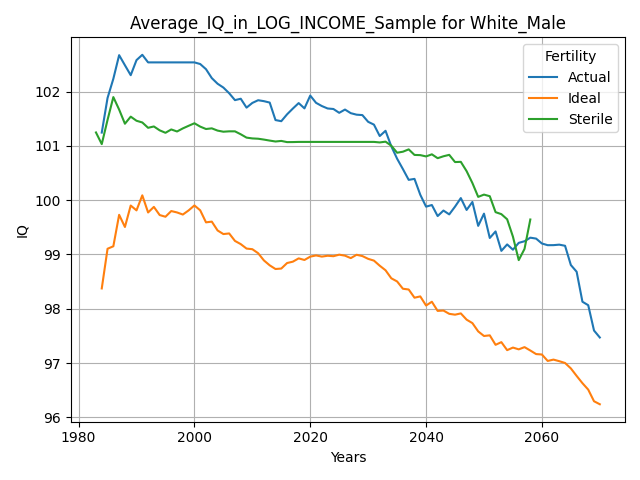 Average_IQ_in_LOG_INCOME_Sample for White_Male
Fertility
Actual
Ideal
Sterile
102
101
100
99
98
97
96
IQ
1980
2000
2020
2040
2060
Years